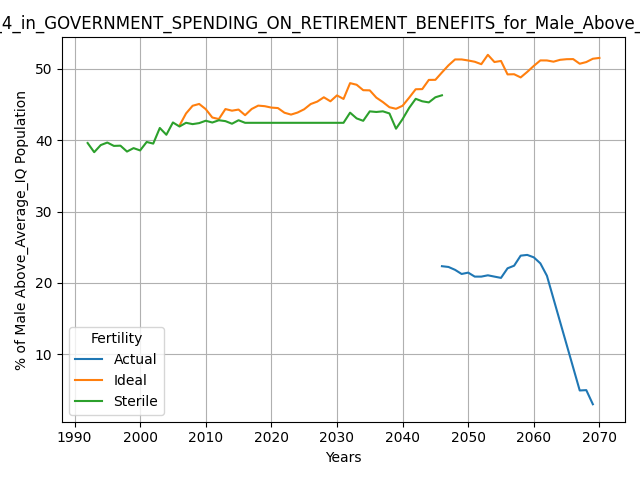 _4_in_GOVERNMENT_SPENDING_ON_RETIREMENT_BENEFITS_for_Male_Above_
% of Male Above_Average_IQ Population
50
40
30
20
10
Fertility
Actual
Ideal
Sterile
1990 2000 2010 2020 2030 2040 2050 2060 2070
Years